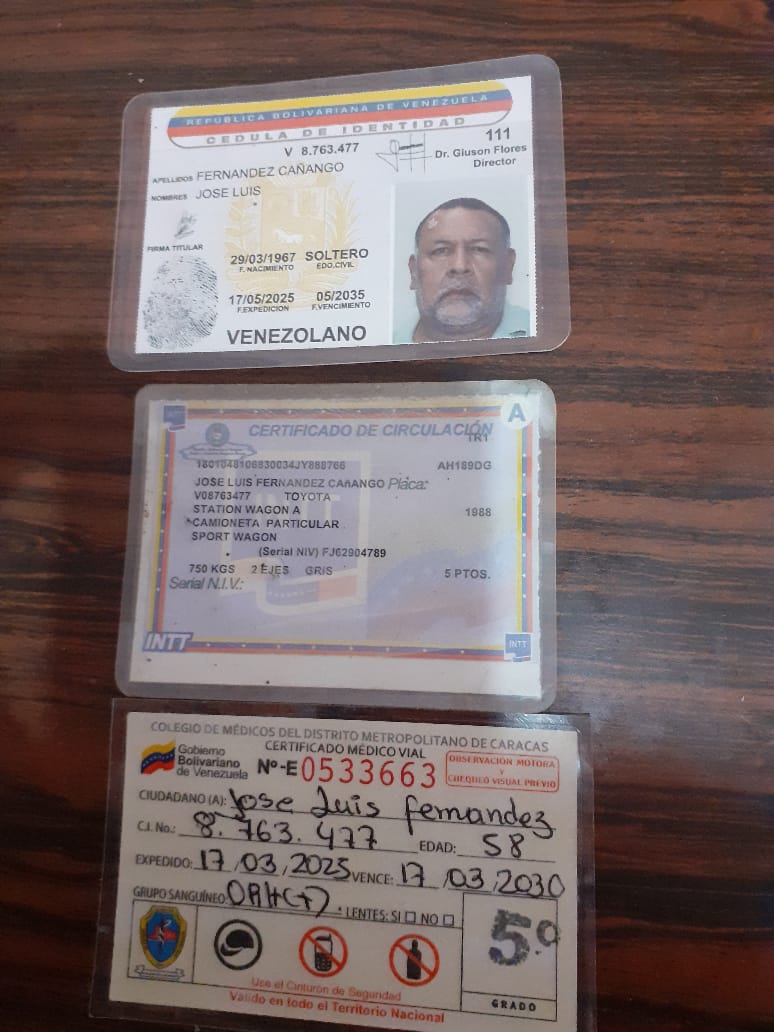 REPÚBLICA BOLIVARIANA DE VENEZUELA
CEDULA DE IDENTIDAD
V 8.763.477
111
Dr. Giuson Flores
Director
APELLIDOS FERNANDEZ CAÑANGO
NOMBRES JOSE LUIS
FIRMA TITULAR
29/03/1967 SOLTERO
F.NACIMIENTO EDO.CIVIL
17/05/2025 05/2035
F.EXPEDICION F.VENCIMIENTO
VENEZOLANO
INTT
A
CERTIFICADO DE CIRCULACIÓN
1R1
1801048106830034JY888766 AH189DG
JOSE LUIS FERNANDEZ CAñANGO Placa:
V08763477 TOYOTA
STATION WAGON A 1988
CAMIONETA PARTICULAR
SPORT WAGON
(Serial NIV) FJ62904789
750 KGS 2 EJES GRIS 5 PTOS.
Serial N.I.V.:
INTT
INTT
COLEGIO DE MÉDICOS DEL DISTRITO METROPOLITANO DE CARACAS
CERTIFICADO MÉDICO VIAL
Gobierno
Bolivariano
de Venezuela
Nº-E 0533663
OBSERVACION MOTORA
Y
CHEQUEO VISUAL PREVIO
CIUDADANO (A): Jose Luis fernandez
C.I. No.: 8.763.477 EDAD: 58
EXPEDIDO: 17/03/2025 VENCE: 17/03/2030
GRUPO SANGUÍNEO ORH(+) * LENTES: SI NO
5º
GRADO
Use el Cinturón de Seguridad
Valido en todo el Territorio Nacional